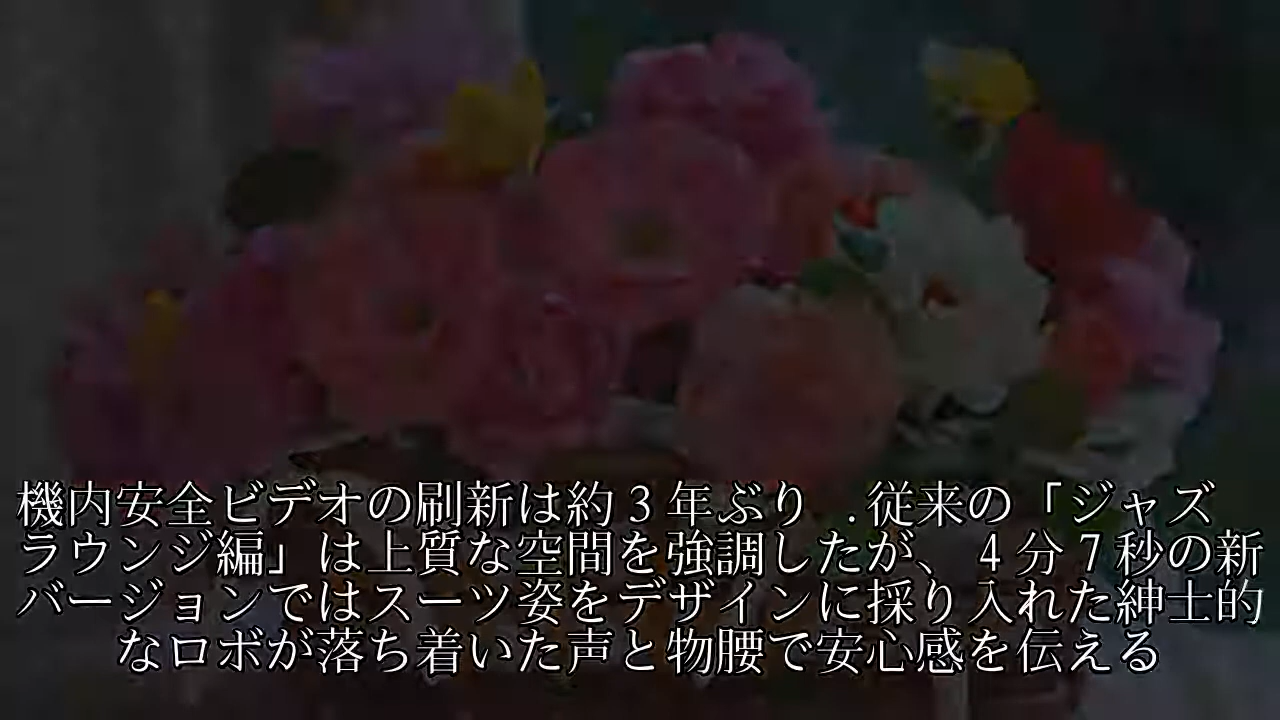 機内安全ビデオの刷新は約３年ぶり ．従来の「ジャズ
ラウンジ編」は上質な空間を強調したが、４分７秒の新
バージョンではスーツ姿をデザインに採り入れた紳士的
なロボが落ち着いた声と物腰で安心感を伝える